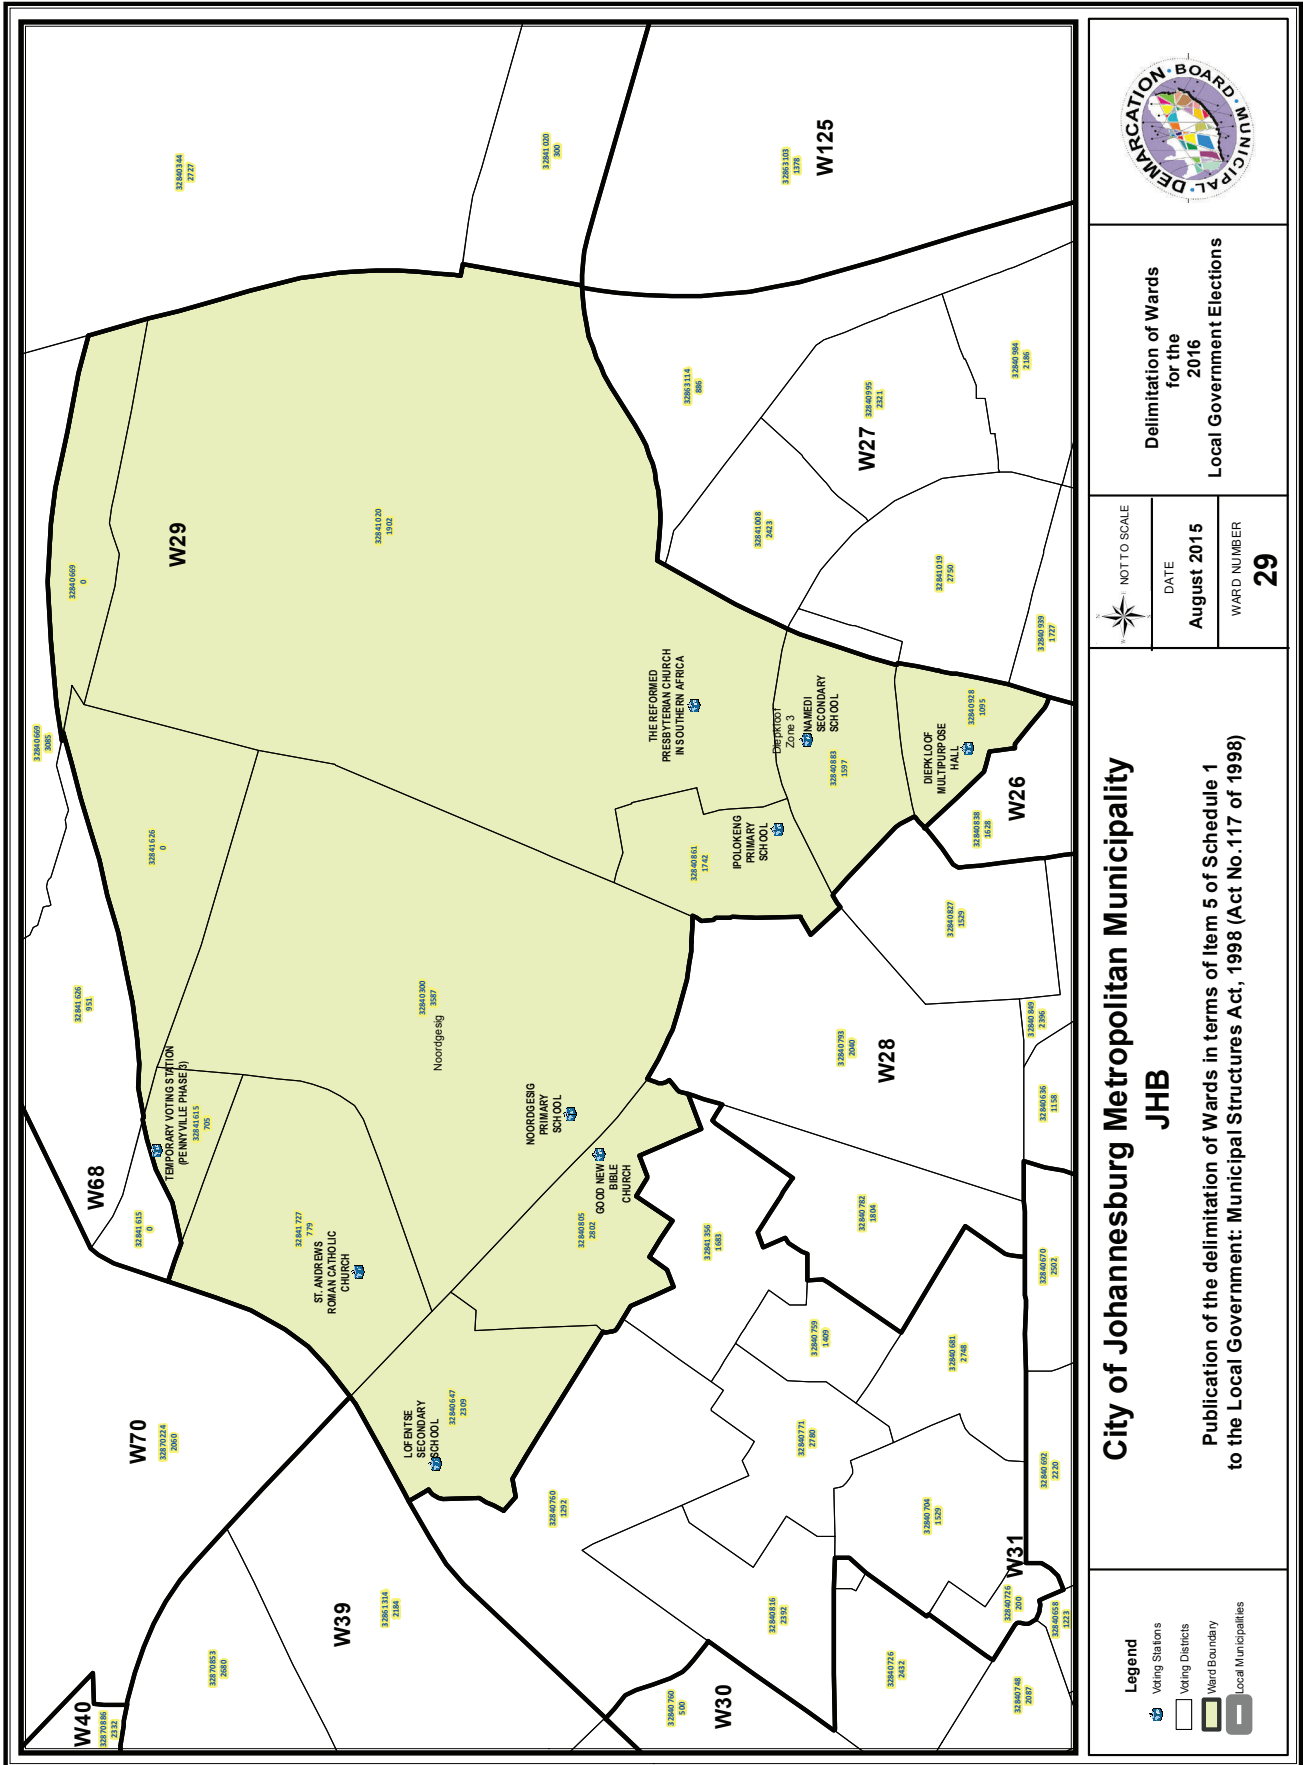 W40
32870886
2332
32870853
2680
W70
32870224
2060
W39
32861314
2184
W68
32841615
0
32841626
951
32840669
3085
32840344
2727
32841020
300
W125
32863103
1378
W29
32840669
0
32841626
0
32841020
1902
TEMPORARY VOTING STATION
(PENNYVILLE PHASE 3)
32841615
705
32841727
779
ST. ANDREWS
ROMAN CATHOLIC
CHURCH
32840300
3587
Noordgesig
NOORDGESIG
PRIMARY
SCHOOL
GOOD NEW
BIBLE
CHURCH
32840805
2802
LOFENTSE
SECONDARY
SCHOOL
32840647
2309
THE REFORMED
PRESBYTERIAN CHURCH
IN SOUTHERN AFRICA
32840861
1742
IPOLOKENG
PRIMARY
SCHOOL
Diepkloof
Zone 3
NAMEDI
SECONDARY
SCHOOL
32840883
1597
DIEPKLOOF
MULTIPURPOSE
HALL
32840928
1095
32863114
886
W27
32840995
2321
32840984
2186
32841008
2423
32841019
2750
32840939
1727
W26
32840838
1628
32840827
1529
32840849
2396
W28
32840793
2040
32840636
1158
32840782
1804
32841356
1683
32840670
2502
32840759
1409
32840681
2748
32840771
2780
32840692
2220
32840704
1529
32840760
1292
W31
32840726
200
32840658
1223
32840816
2392
32840726
2432
32840748
2087
W30
32840760
500
Legend
Voting Stations
Voting Districts
Ward Boundary
Local Municipalities
City of Johannesburg Metropolitan Municipality
JHB
Publication of the delimitation of Wards in terms of Item 5 of Schedule 1
to the Local Government: Municipal Structures Act, 1998 (Act No.117 of 1998)
N
W
E
S
NOT TO SCALE
DATE
August 2015
WARD NUMBER
29
Delimitation of Wards
for the
2016
Local Government Elections
MUNICIPAL • DEMARCATION • BOARD •